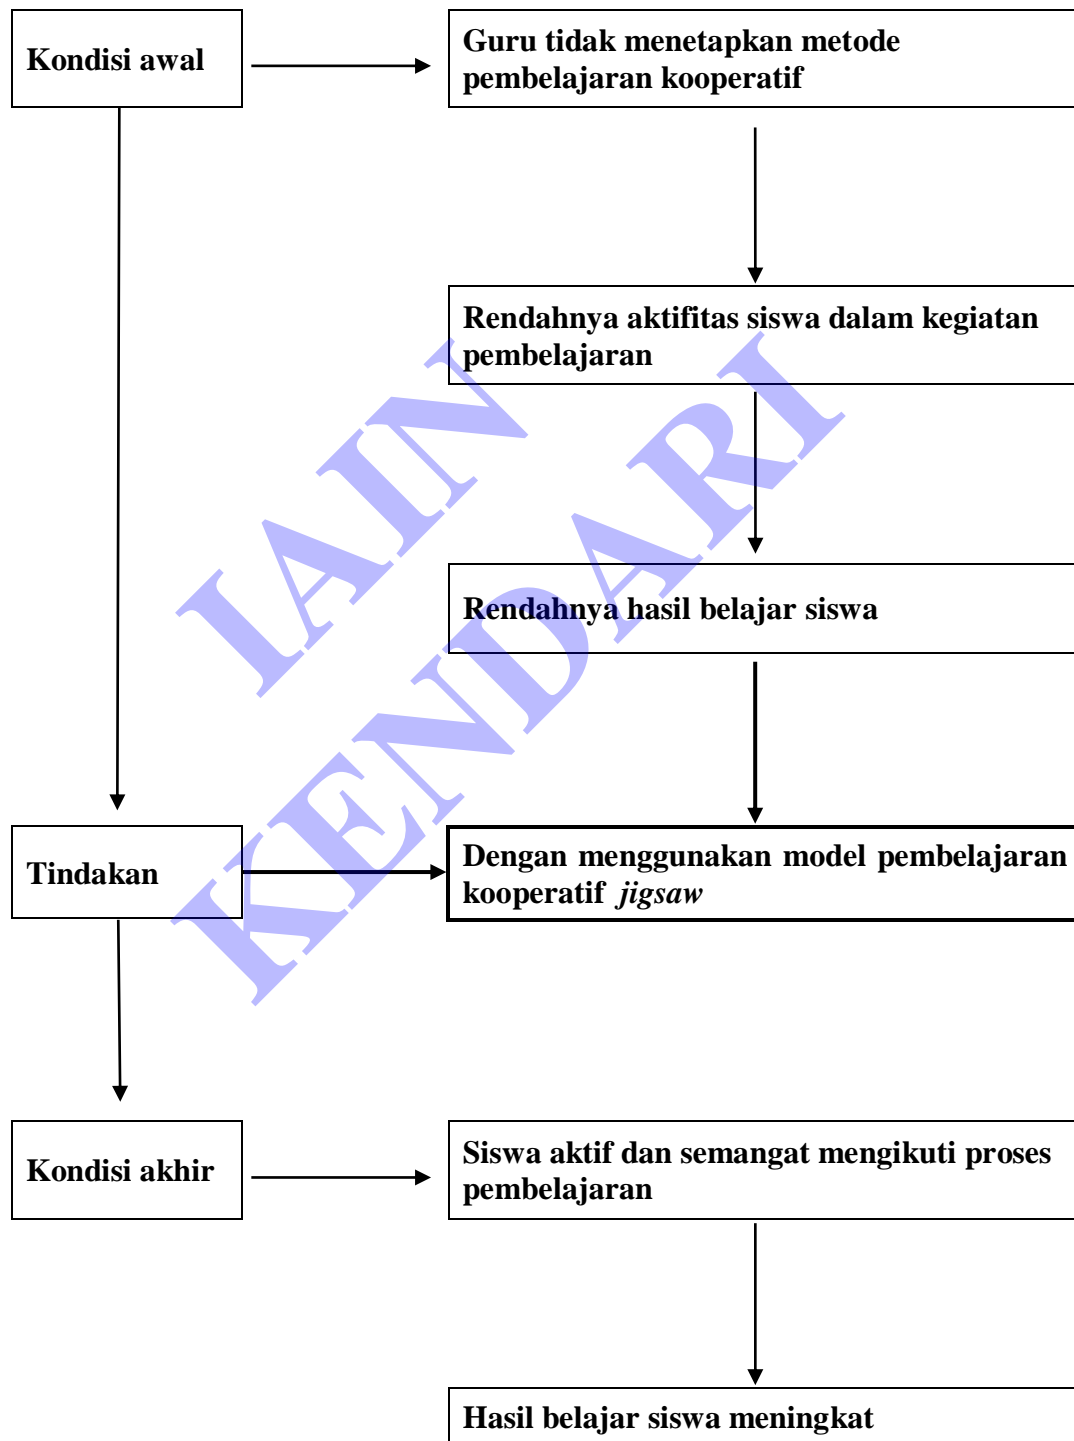 Kondisi awal
Guru tidak menetapkan metode
pembelajaran kooperatif
Rendahnya aktifitas siswa dalam kegiatan
pembelajaran
Rendahnya hasil belajar siswa
Tindakan
Dengan menggunakan model pembelajaran
kooperatif jigsaw
Kondisi akhir
Siswa aktif dan semangat mengikuti proses
pembelajaran
Hasil belajar siswa meningkat
IAIN
KENDARI